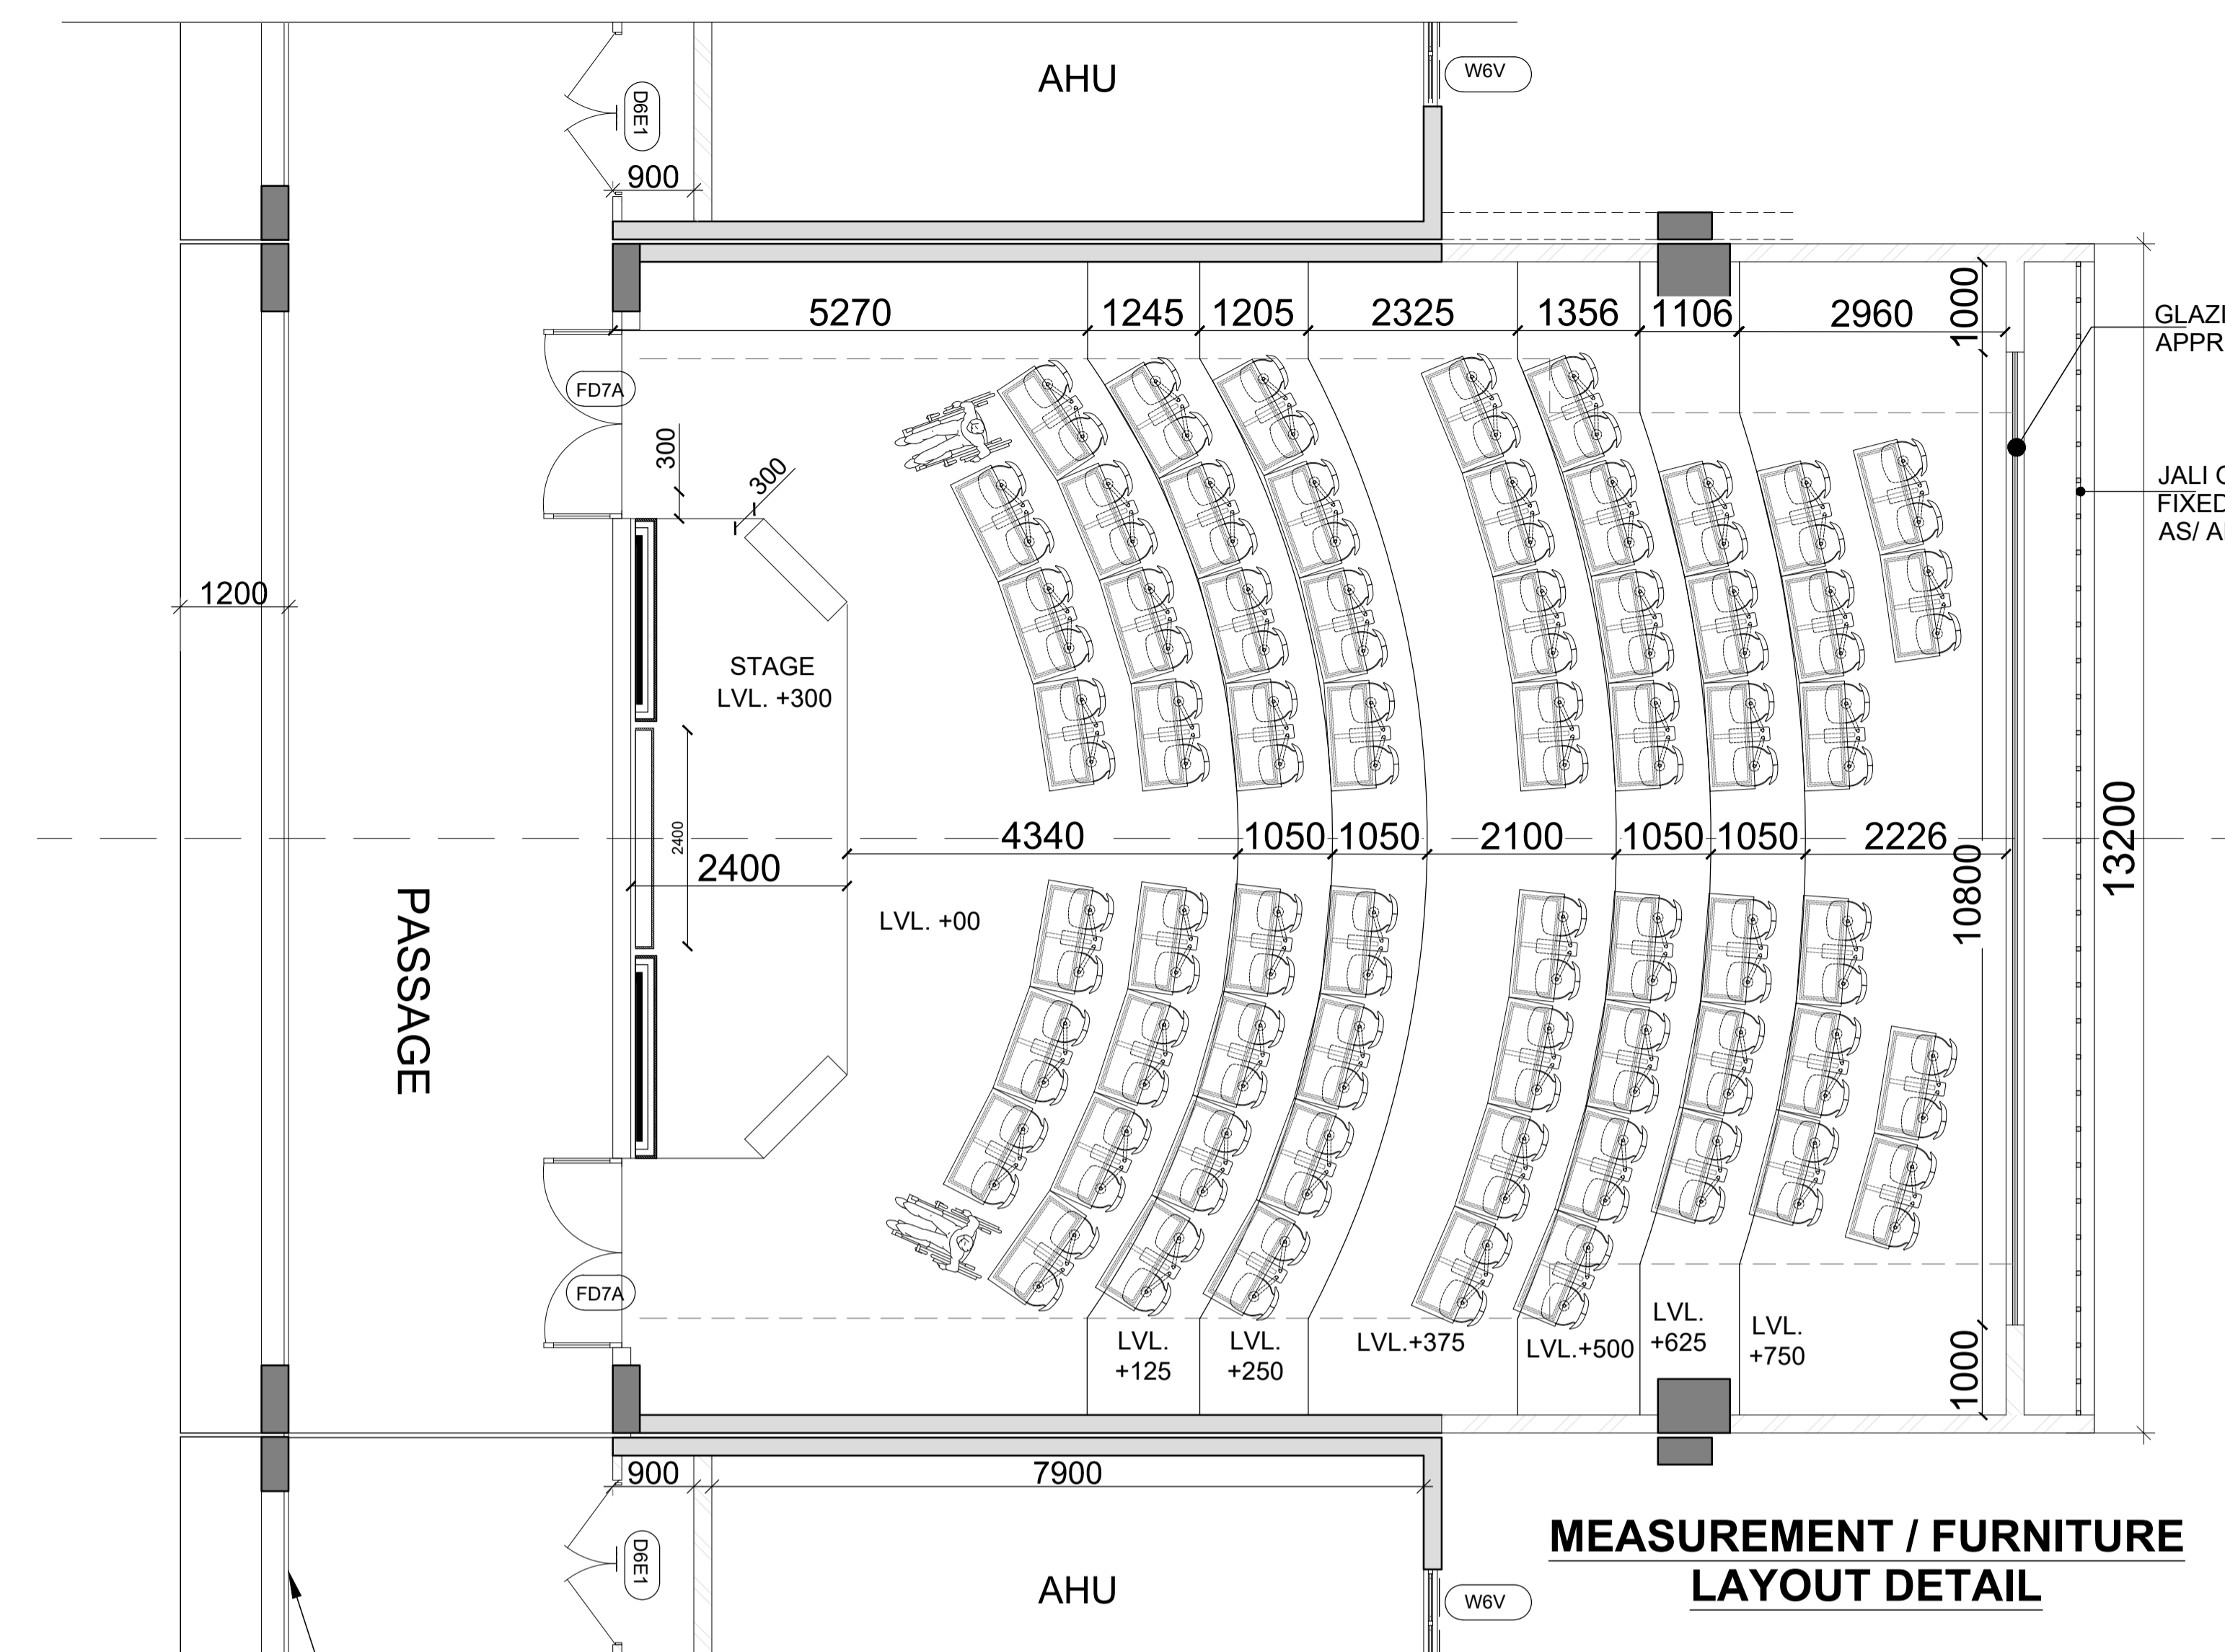 AHU
W6V
D6E1
900
5270
1245
1205
2325
1356
1106
2960
1000
GLAZI
APPR
FD7A
300
300
JALI
FIXED
AS/
1200
STAGE
LVL. +300
2400
2400
4340
1050
1050
2100
1050
1050
2226
10800
13200
PASSAGE
LVL. +00
FD7A
LVL.
+125
LVL.
+250
LVL.+375
LVL.+500
LVL.
+625
LVL.
+750
1000
900
7900
D6E1
AHU
W6V
MEASUREMENT / FURNITURE
LAYOUT DETAIL